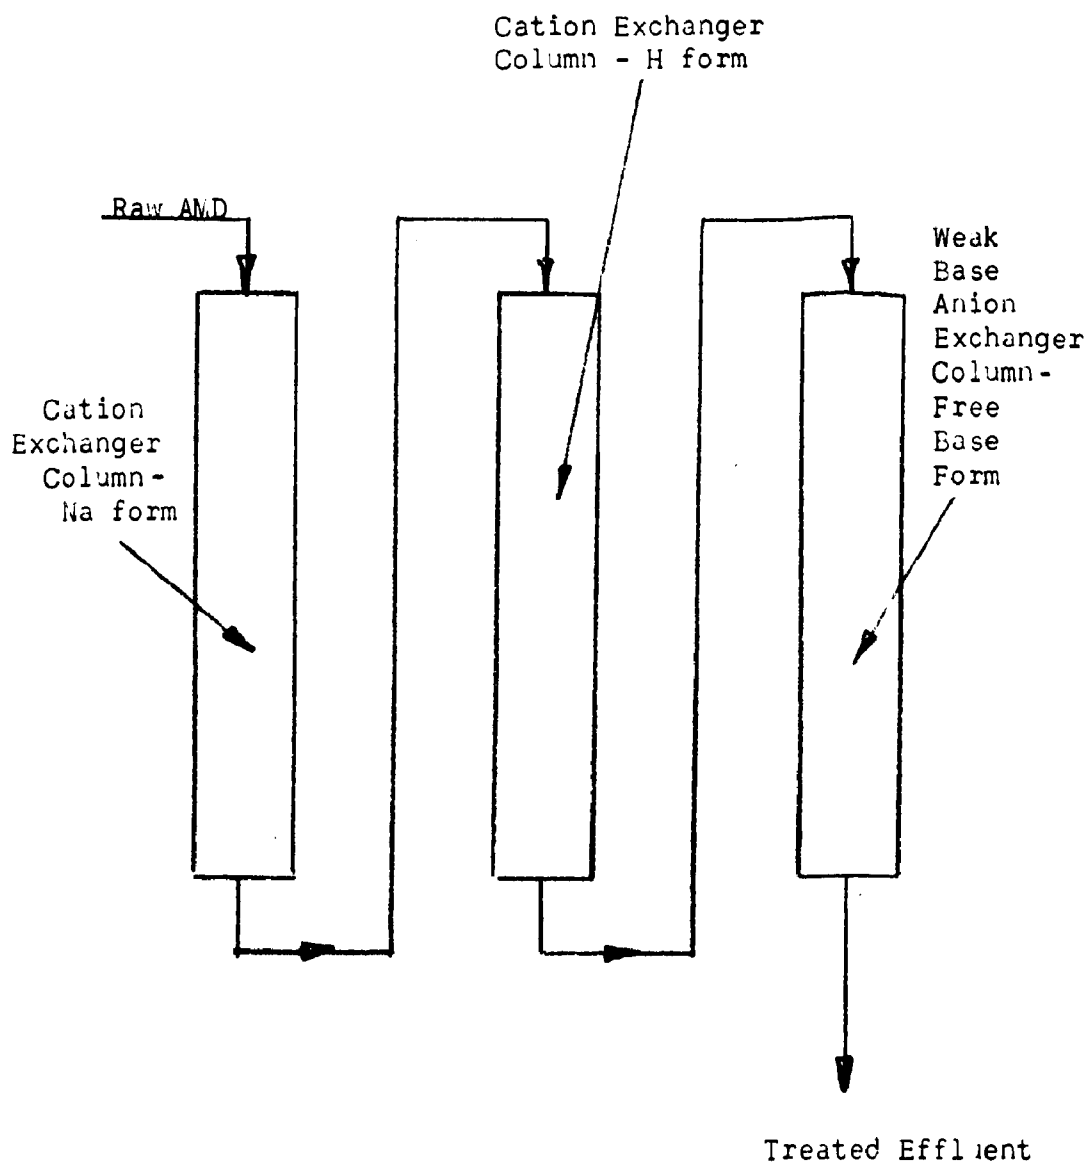 Cation Exchanger
Column - H form
Raw AMD
Weak
Base
Anion
Exchanger
Column-
Free
Base
Form
Cation
Exchanger
Column-
Na form
Treated Effluent